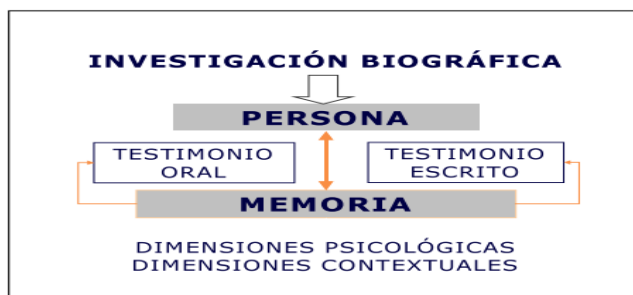 INVESTIGACIÓN BIOGRÁFICA
PERSONA
TESTIMONIO
ORAL
TESTIMONIO
ESCRITO
MEMORIA
DIMENSIONES PSICOLÓGICAS
DIMENSIONES CONTEXTUALES